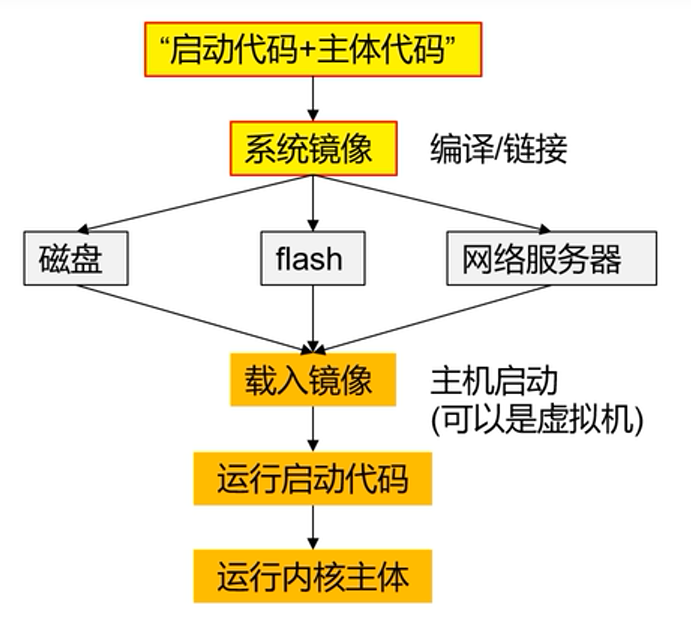 “启动代码+主体代码”
系统镜像
编译/链接
磁盘
flash
网络服务器
载入镜像
主机启动
(可以是虚拟机)
运行启动代码
运行内核主体